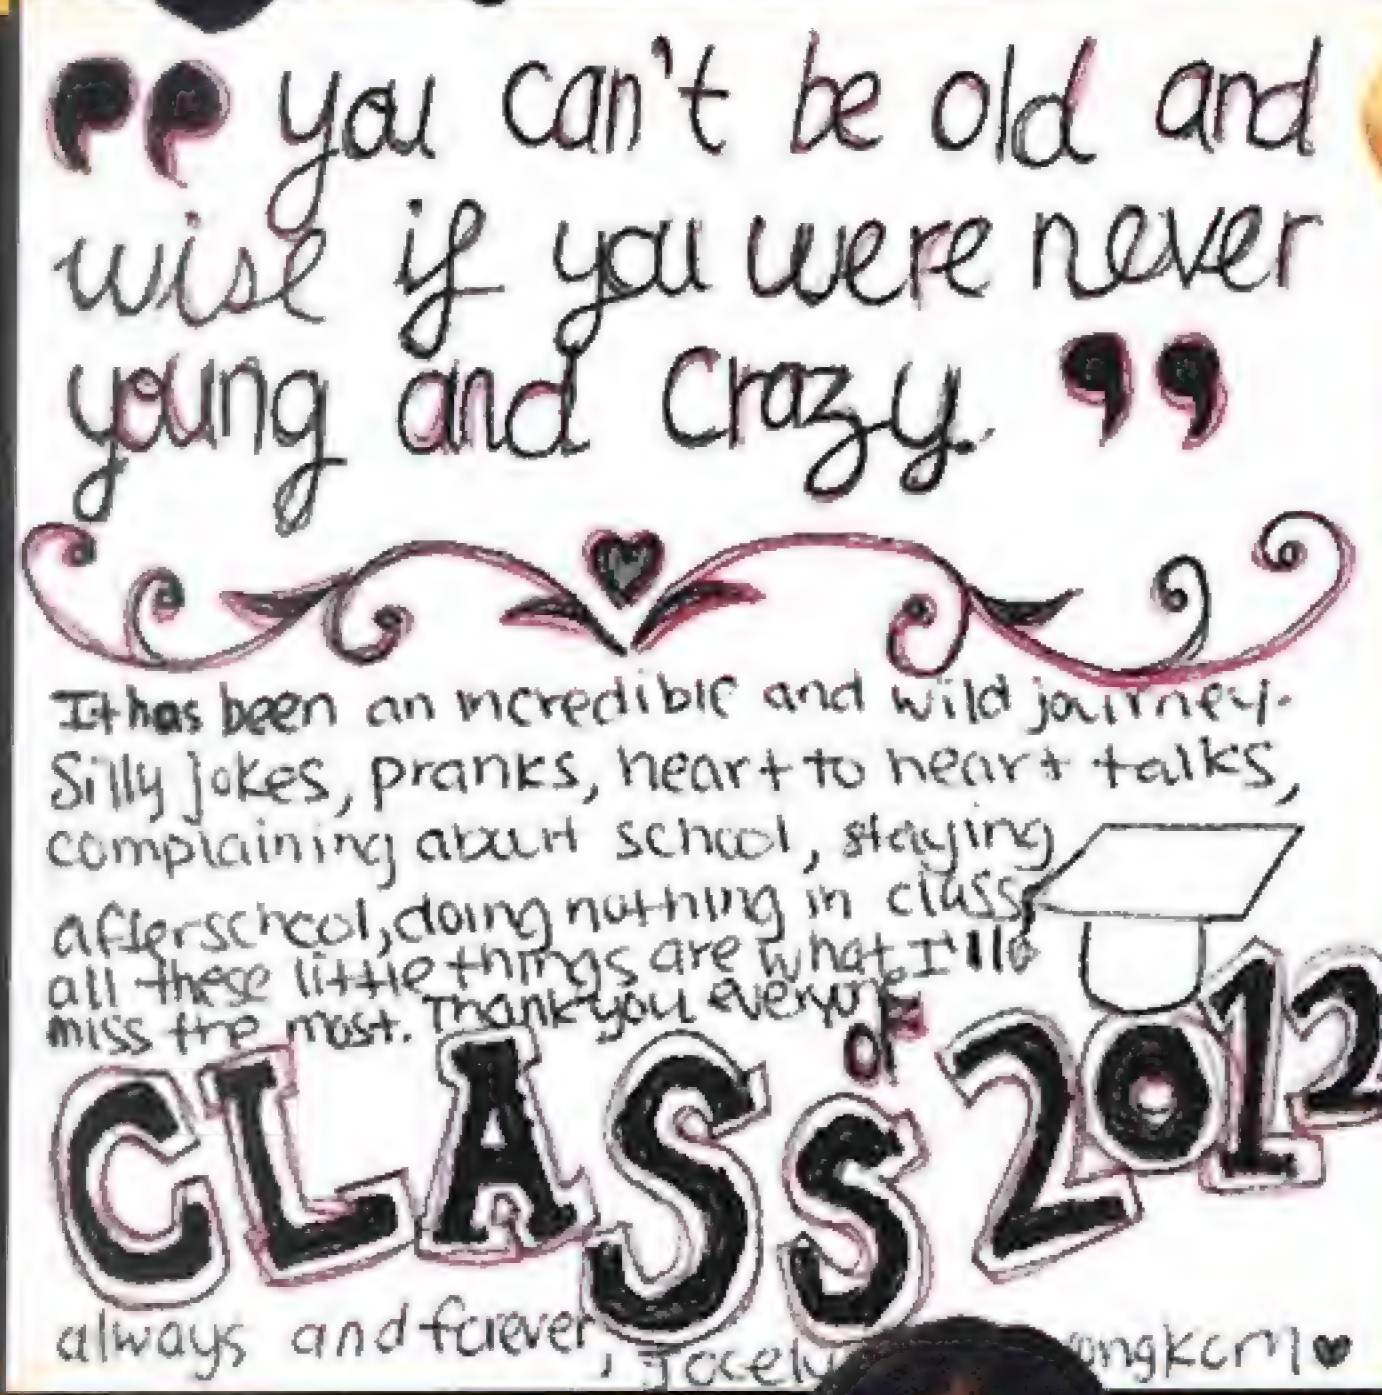 "you can't be old and
wise if you were never
young and crazy."
It has been an incredible and wild journey.
Silly jokes, pranks, heart to heart talks,
complaining about school, staying
afterschool, doing nothing in class,
all these little things are what I'll
miss the most. Thank you everyone
CLASS of 2012
always and forever,